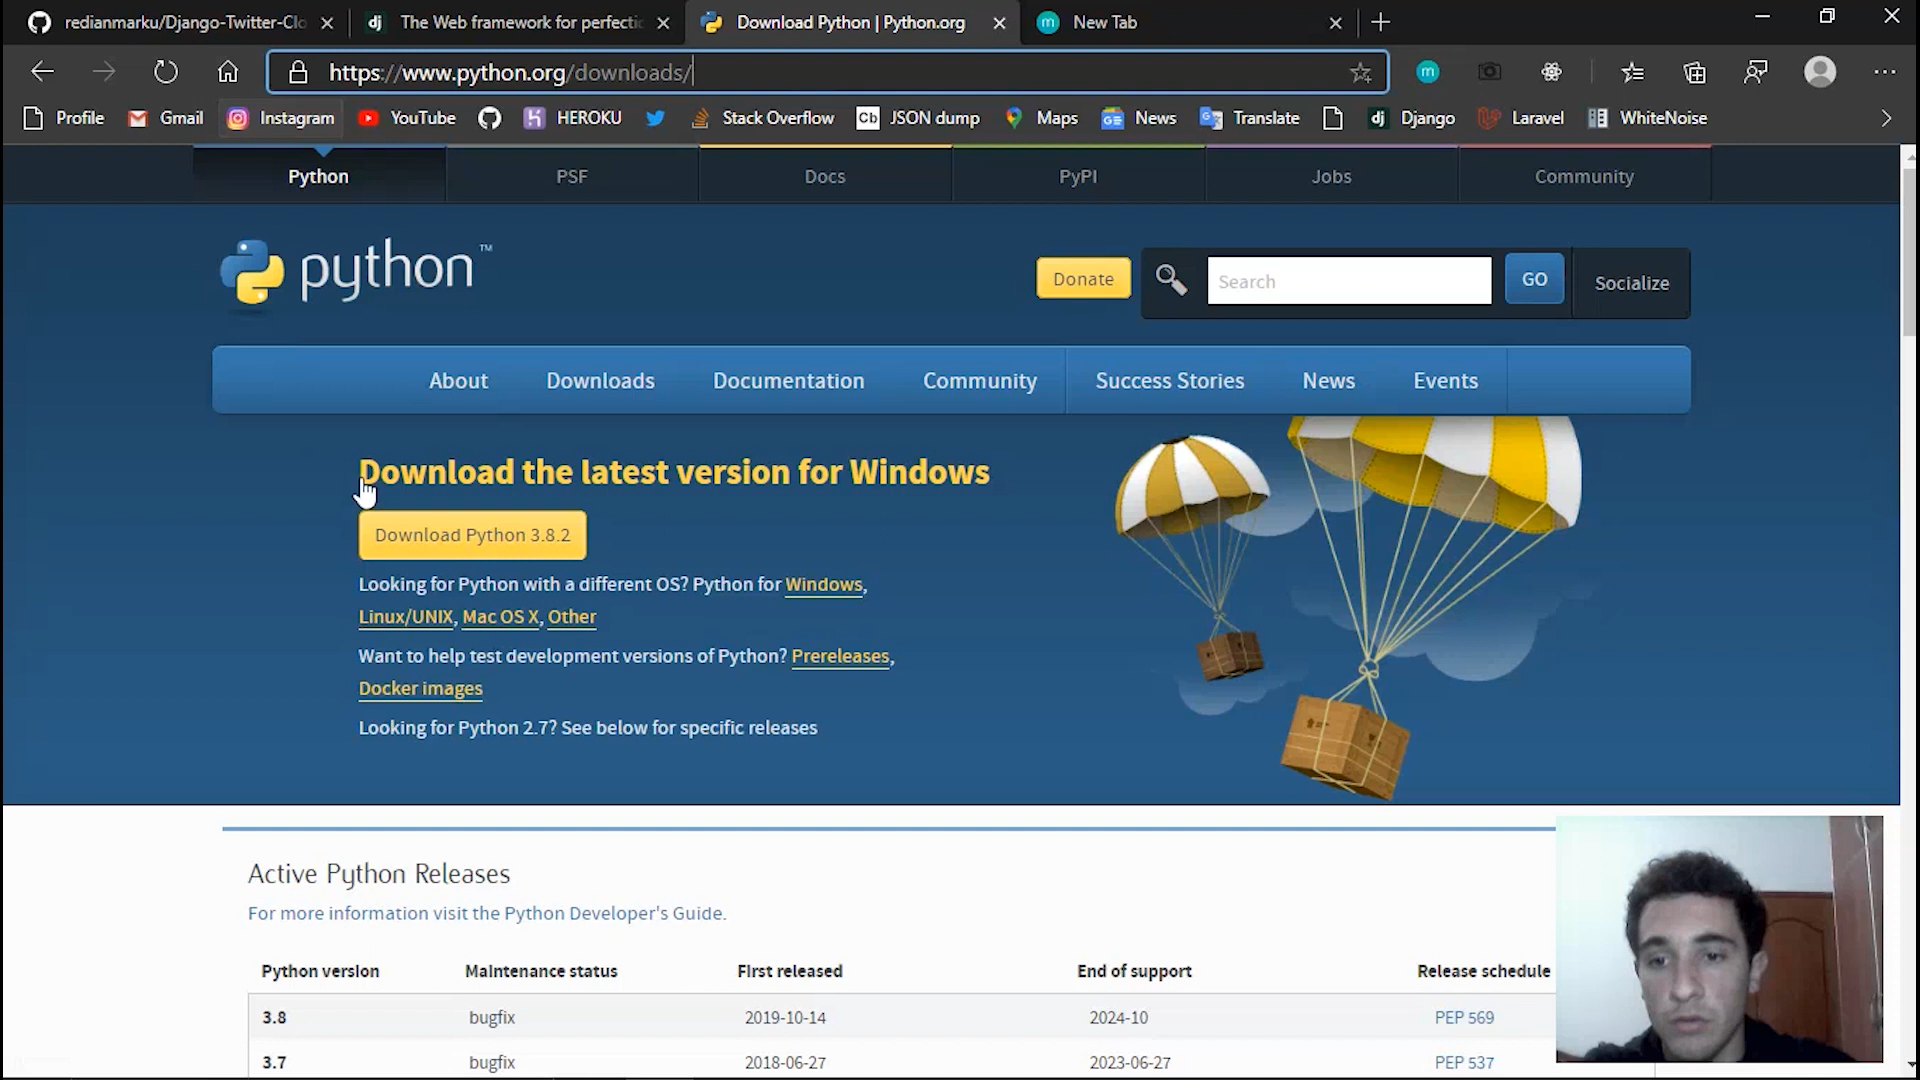 redianmarku/Django-Twitter-Clo
dj The Web framework for perfectio
Download Python | Python.org
m New Tab
https://www.python.org/downloads/
m
Profile
Gmail
Instagram
YouTube
HEROKU
Stack Overflow
Cb JSON dump
Maps
News
Translate
dj Django
Laravel
WhiteNoise
Python
PSF
Docs
PyPI
Jobs
Community
python™
Donate
Search
GO
Socialize
About
Downloads
Documentation
Community
Success Stories
News
Events
Download the latest version for Windows
Download Python 3.8.2
Looking for Python with a different OS? Python for Windows,
Linux/UNIX, Mac OS X, Other
Want to help test development versions of Python? Prereleases,
Docker images
Looking for Python 2.7? See below for specific releases
Active Python Releases
For more information visit the Python Developer's Guide.
Python version Maintenance status First released End of support Release schedule
3.8 bugfix 2019-10-14 2024-10 PEP 569
3.7 bugfix 2018-06-27 2023-06-27 PEP 537